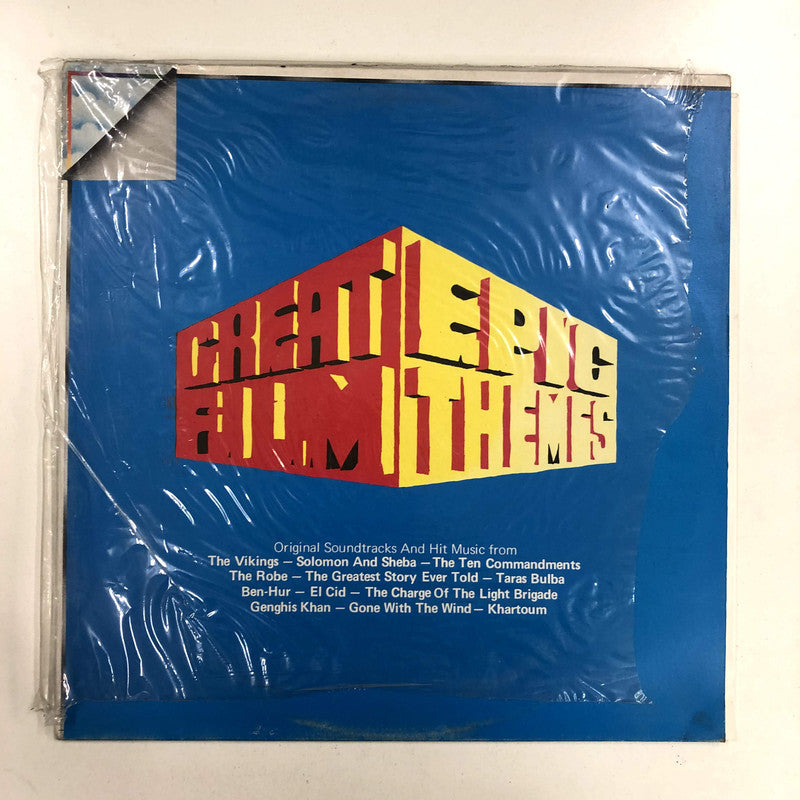 GREAT EPIC
FILM THEMES
Original Soundtracks And Hit Music from
The Vikings – Solomon And Sheba – The Ten Commandments
The Robe – The Greatest Story Ever Told – Taras Bulba
Ben-Hur – El Cid – The Charge Of The Light Brigade
Genghis Khan – Gone With The Wind – Khartoum